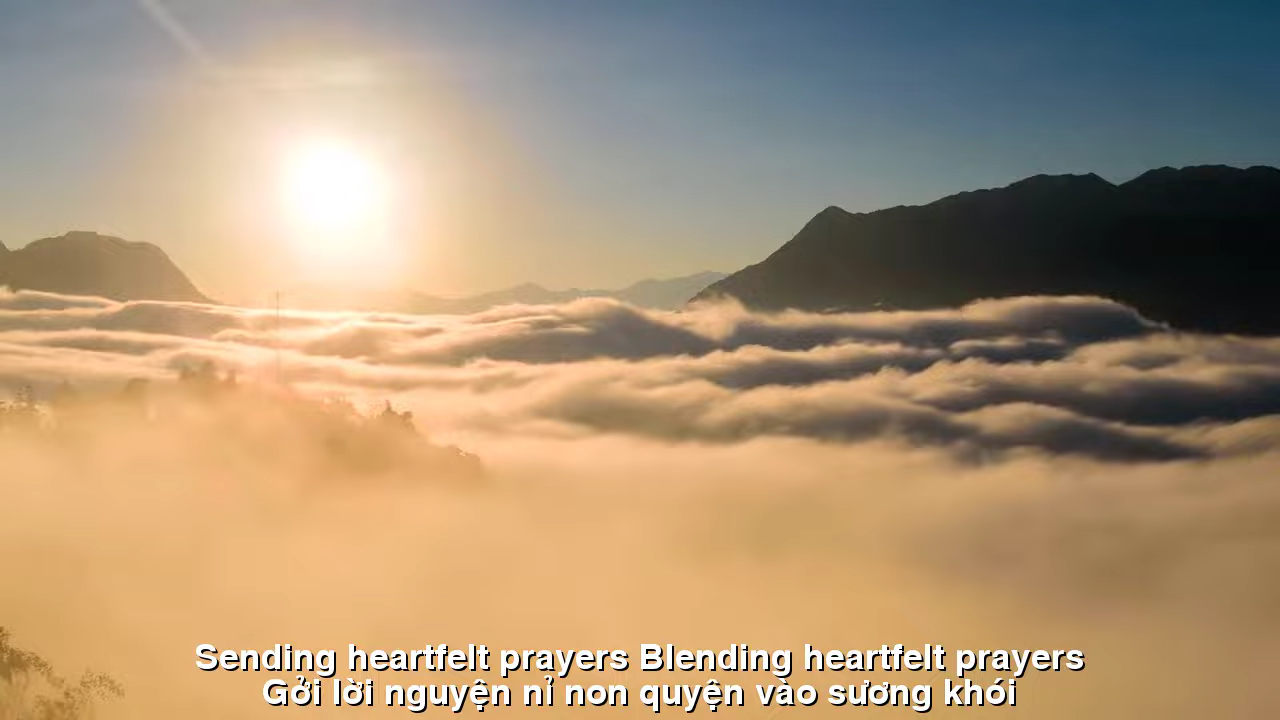 Sending heartfelt prayers Blending heartfelt prayers
Gởi lời nguyện nỉ non quyện vào sương khói